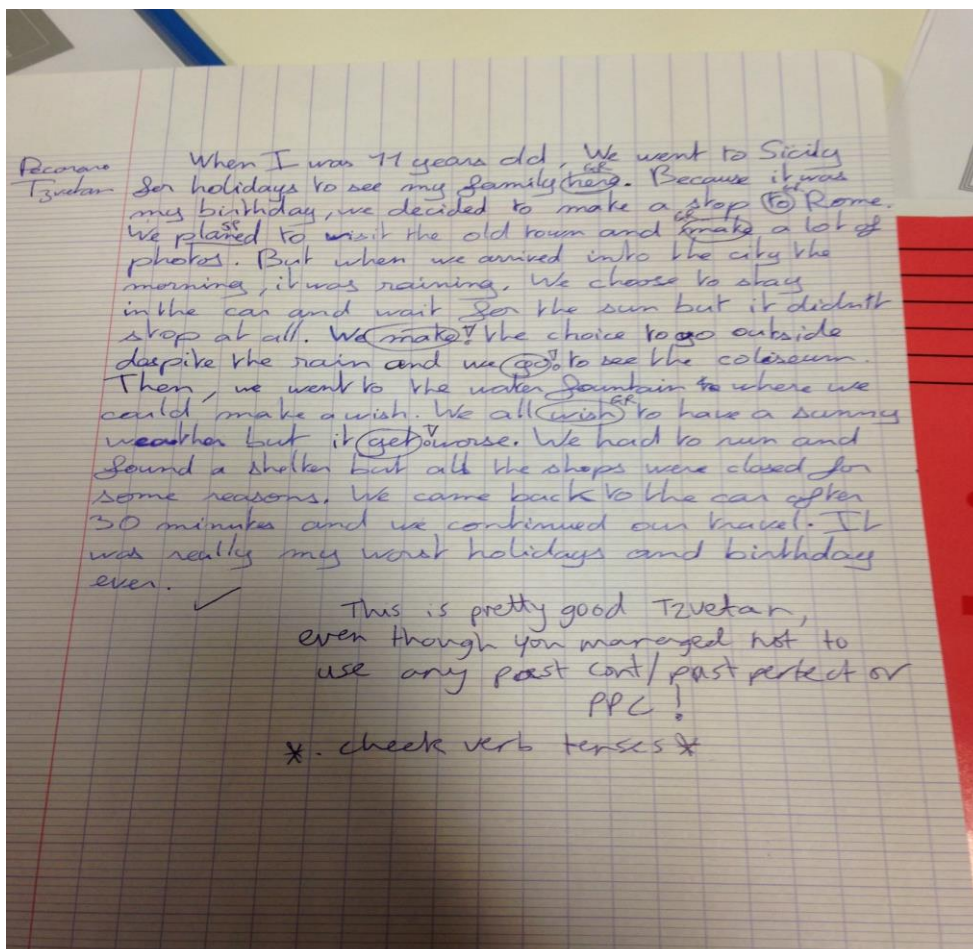 Pecorano
Tzvetan
When I was 11 years old, We went to Sicily
GR
for holidays to see my family here. Because it was
GR
my birthday, we decided to make a stop to Rome.
SP GR
We planed to visit the old town and make a lot of
photos. But when we arrived into the city the
morning, it was raining. We choose to stay
in the car and wait for the sun but it didn't
stop at all. We make V! the choice to go outside
daspite the rain and we go V! to see the coliseum.
Then, we went to the water fountain where we
GR
could make a wish. We all wish to have a sunny
weather but it get V! worse. We had to run and
found a shelter but all the shops were closed for
some reasons. We came back to the car after
30 minutes and we continued our travel. It
was really my worst holidays and birthday
ever.
This is pretty good Tzvetan,
even though you managed not to
use any past cont/past perfect or
PPC!
*. check verb tenses*